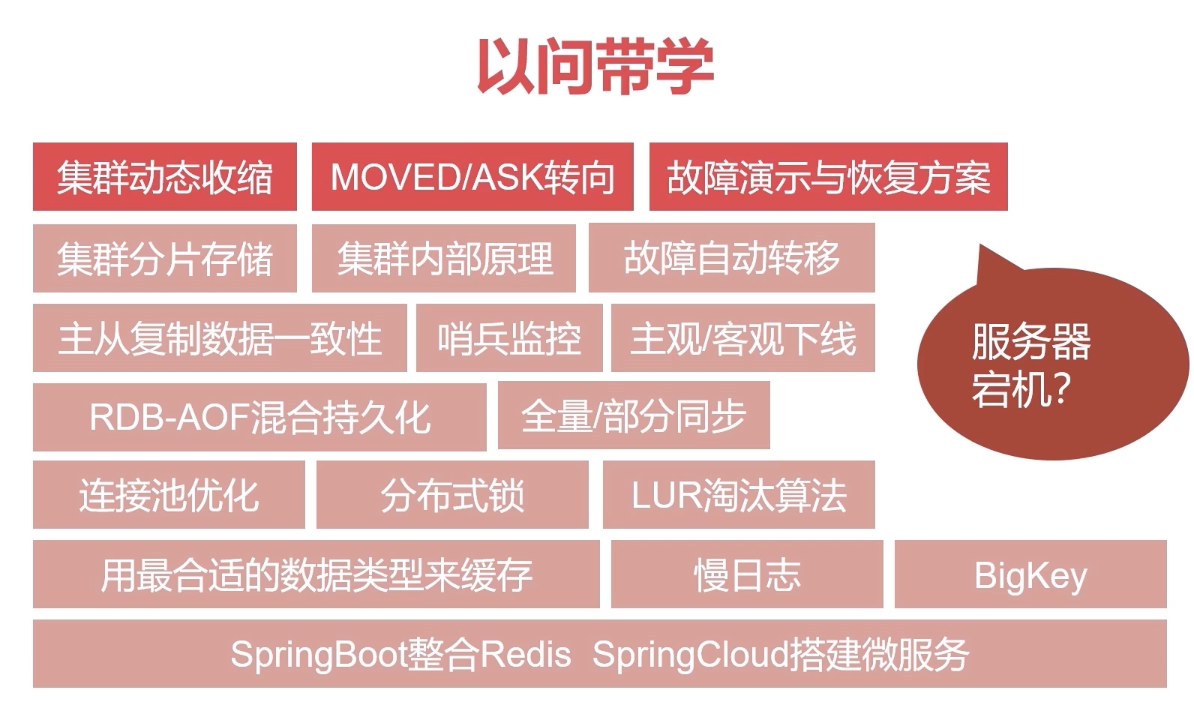 以问带学
集群动态收缩 MOVED/ASK转向 故障演示与恢复方案
集群分片存储 集群内部原理 故障自动转移
主从复制数据一致性 哨兵监控 主观/客观下线
服务器
宕机?
RDB-AOF混合持久化 全量/部分同步
连接池优化 分布式锁 LUR淘汰算法
用最合适的数据类型来缓存 慢日志 BigKey
SpringBoot整合Redis SpringCloud搭建微服务